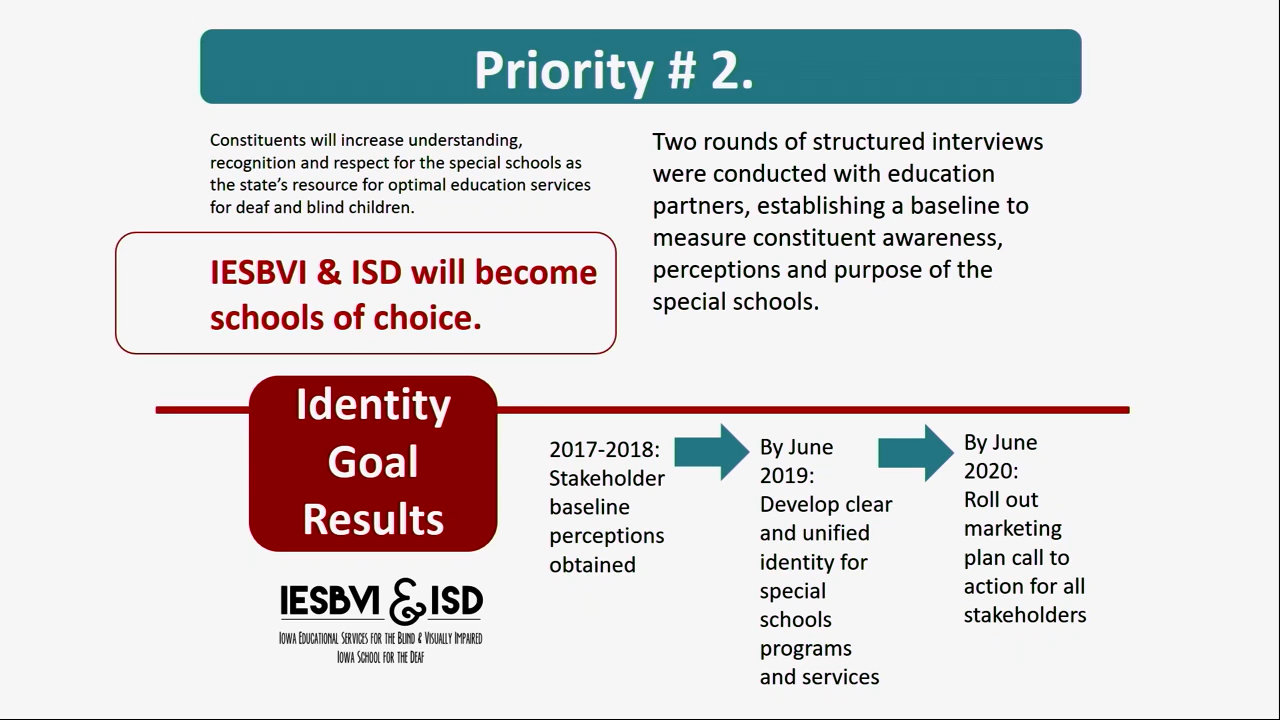 Priority # 2.
Constituents will increase understanding,
recognition and respect for the special schools as
the state's resource for optimal education services
for deaf and blind children.
IESBVI & ISD will become
schools of choice.
Two rounds of structured interviews
were conducted with education
partners, establishing a baseline to
measure constituent awareness,
perceptions and purpose of the
special schools.
Identity
Goal
Results
2017-2018:
Stakeholder
baseline
perceptions
obtained
By June
2019:
Develop clear
and unified
identity for
special
schools
programs
and services
By June
2020:
Roll out
marketing
plan call to
action for all
stakeholders
IESBVI & ISD
Iowa Educational Services for the Blind & Visually Impaired
Iowa School for the Deaf